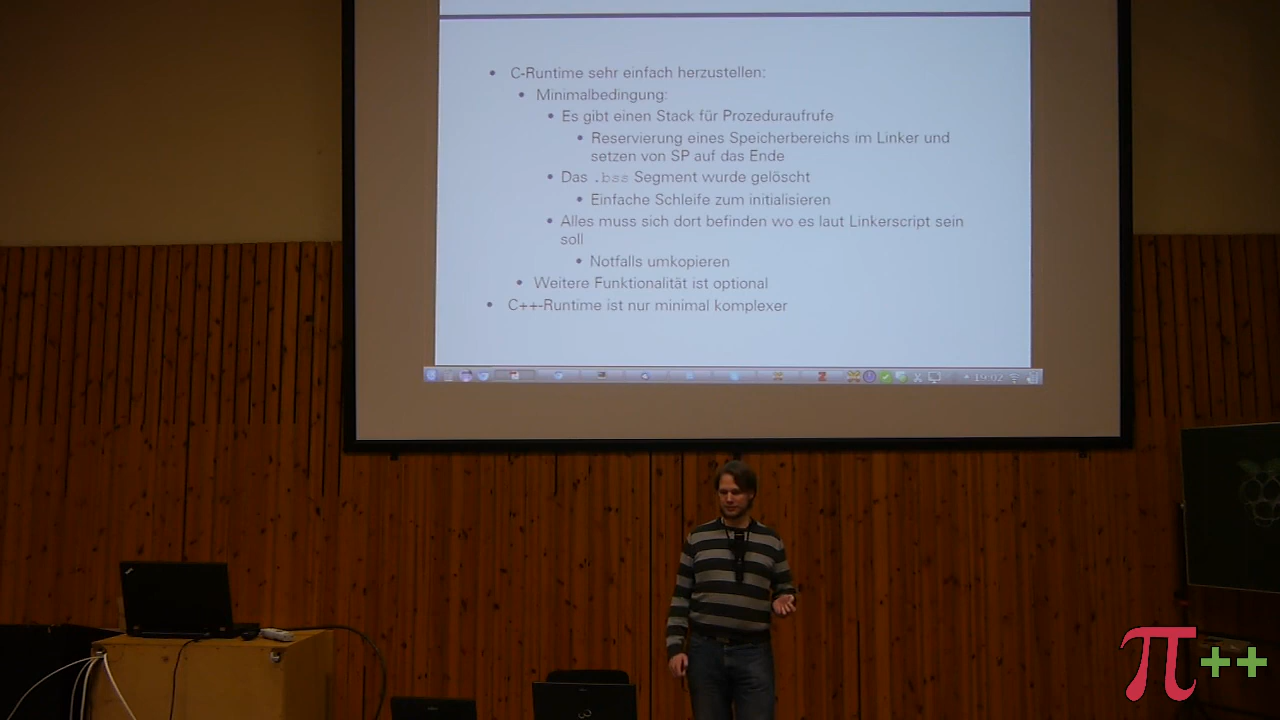 • C-Runtime sehr einfach herzustellen:
• Minimalbedingung:
• Es gibt einen Stack für Prozeduraufrufe
• Reservierung eines Speicherbereichs im Linker und
setzen von SP auf das Ende
• Das .bss Segment wurde gelöscht
• Einfache Schleife zum initialisieren
• Alles muss sich dort befinden wo es laut Linkerscript sein
soll
• Notfalls umkopieren
• Weitere Funktionalität ist optional
• C++-Runtime ist nur minimal komplexer
19:02
π++